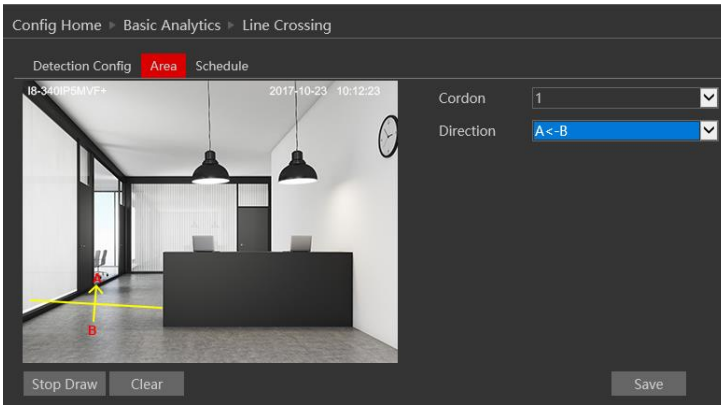 Config Home ▸ Basic Analytics ▸ Line Crossing
Detection Config Area Schedule
I8-340IP5MVF+ 2017-10-23 10:12:23
Cordon 1
Direction A<-B
A
B
Stop Draw Clear Save